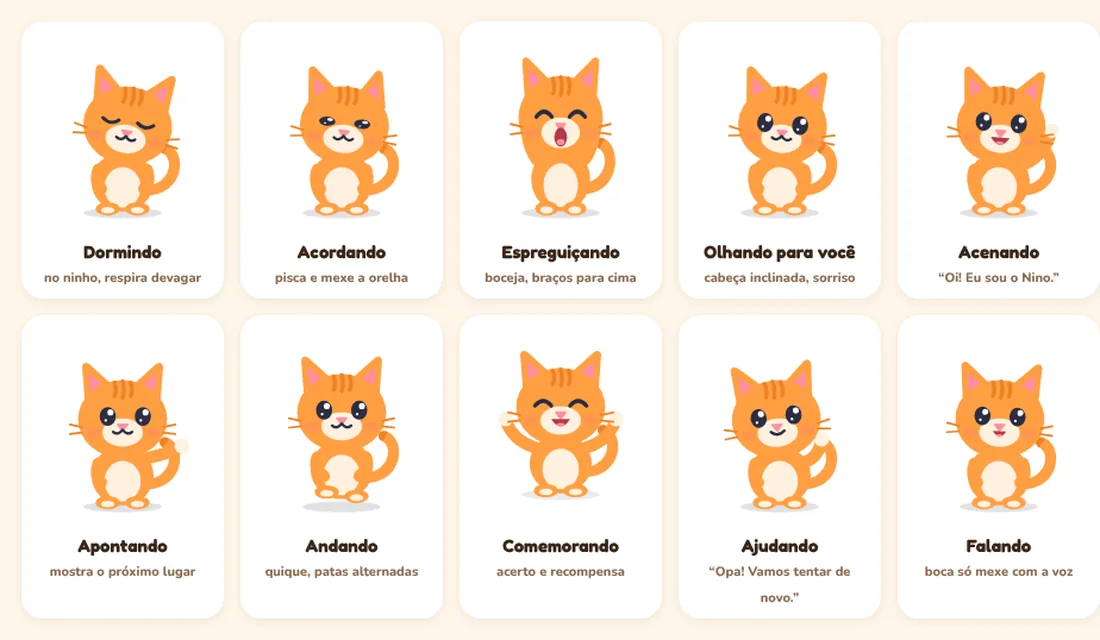 Dormindo
no ninho, respira devagar
Acordando
pisca e mexe a orelha
Espreguiçando
boceja, braços para cima
Olhando para você
cabeça inclinada, sorriso
Acenando
“Oi! Eu sou o Nino.”
Apontando
mostra o próximo lugar
Andando
quique, patas alternadas
Comemorando
acerto e recompensa
Ajudando
“Opa! Vamos tentar de
novo.”
Falando
boca só mexe com a voz